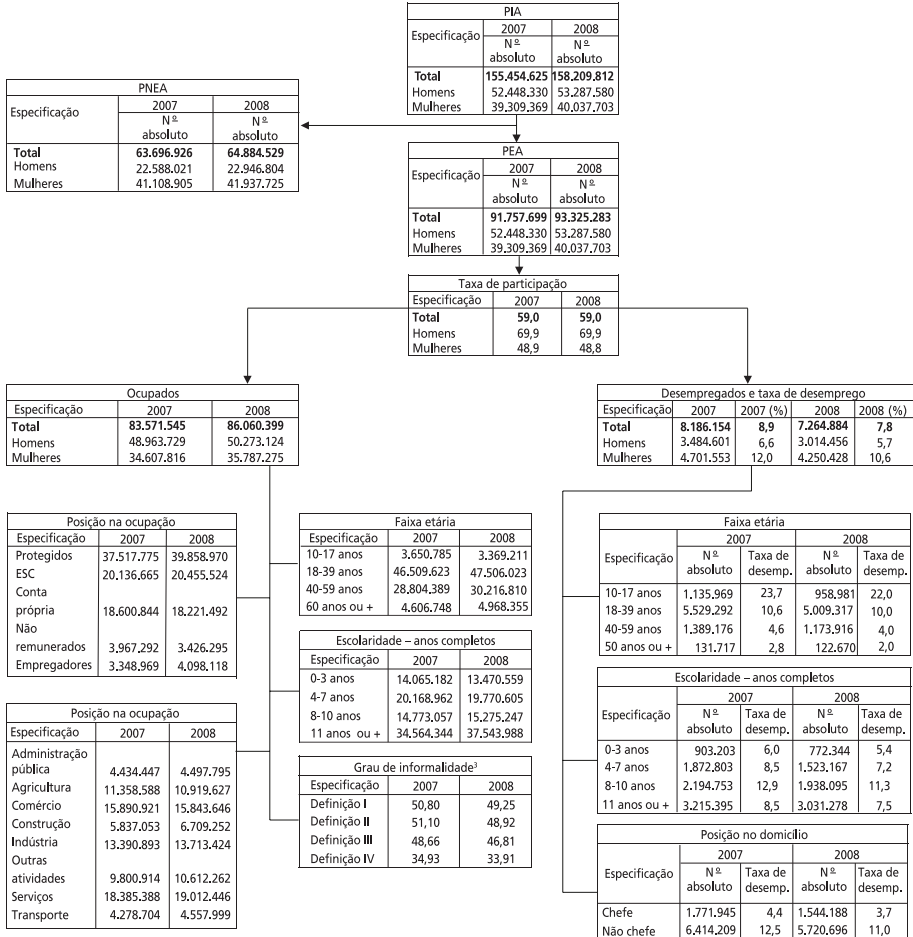 PIA
Especificação 2007 2008
Nº absoluto Nº absoluto
Total 155.454.625 158.209.812
Homens 52.448.330 53.287.580
Mulheres 39.309.369 40.037.703
PNEA
Especificação 2007 2008
Nº absoluto Nº absoluto
Total 63.696.926 64.884.529
Homens 22.588.021 22.946.804
Mulheres 41.108.905 41.937.725
PEA
Especificação 2007 2008
Nº absoluto Nº absoluto
Total 91.757.699 93.325.283
Homens 52.448.330 53.287.580
Mulheres 39.309.369 40.037.703
Taxa de participação
Especificação 2007 2008
Total 59,0 59,0
Homens 69,9 69,9
Mulheres 48,9 48,8
Ocupados
Especificação 2007 2008
Total 83.571.545 86.060.399
Homens 48.963.729 50.273.124
Mulheres 34.607.816 35.787.275
Desempregados e taxa de desemprego
Especificação 2007 2007 (%) 2008 2008 (%)
Total 8.186.154 8,9 7.264.884 7,8
Homens 3.484.601 6,6 3.014.456 5,7
Mulheres 4.701.553 12,0 4.250.428 10,6
Posição na ocupação
Especificação 2007 2008
Protegidos 37.517.775 39.858.970
ESC 20.136.665 20.455.524
Conta
própria 18.600.844 18.221.492
Não
remunerados 3.967.292 3.426.295
Empregadores 3.348.969 4.098.118
Posição na ocupação
Especificação 2007 2008
Administração
pública 4.434.447 4.497.795
Agricultura 11.358.588 10.919.627
Comércio 15.890.921 15.843.646
Construção 5.837.053 6.709.252
Indústria 13.390.893 13.713.424
Outras
atividades 9.800.914 10.612.262
Serviços 18.385.388 19.012.446
Transporte 4.278.704 4.557.999
Faixa etária
Especificação 2007 2008
10-17 anos 3.650.785 3.369.211
18-39 anos 46.509.623 47.506.023
40-59 anos 28.804.389 30.216.810
60 anos ou + 4.606.748 4.968.355
Escolaridade – anos completos
Especificação 2007 2008
0-3 anos 14.065.182 13.470.559
4-7 anos 20.168.962 19.770.605
8-10 anos 14.773.057 15.275.247
11 anos ou + 34.564.344 37.543.988
Grau de informalidade³
Especificação 2007 2008
Definição I 50,80 49,25
Definição II 51,10 48,92
Definição III 48,66 46,81
Definição IV 34,93 33,91
Faixa etária
2007 2008
Especificação Nº absoluto Taxa de desemp. Nº absoluto Taxa de desemp.
10-17 anos 1.135.969 23,7 958.981 22,0
18-39 anos 5.529.292 10,6 5.009.317 10,0
40-59 anos 1.389.176 4,6 1.173.916 4,0
50 anos ou + 131.717 2,8 122.670 2,0
Escolaridade – anos completos
2007 2008
Especificação Nº absoluto Taxa de desemp. Nº absoluto Taxa de desemp.
0-3 anos 903.203 6,0 772.344 5,4
4-7 anos 1.872.803 8,5 1.523.167 7,2
8-10 anos 2.194.753 12,9 1.938.095 11,3
11 anos ou + 3.215.395 8,5 3.031.278 7,5
Posição no domicílio
2007 2008
Especificação Nº absoluto Taxa de desemp. Nº absoluto Taxa de desemp.
Chefe 1.771.945 4,4 1.544.188 3,7
Não chefe 6.414.209 12,5 5.720.696 11,0